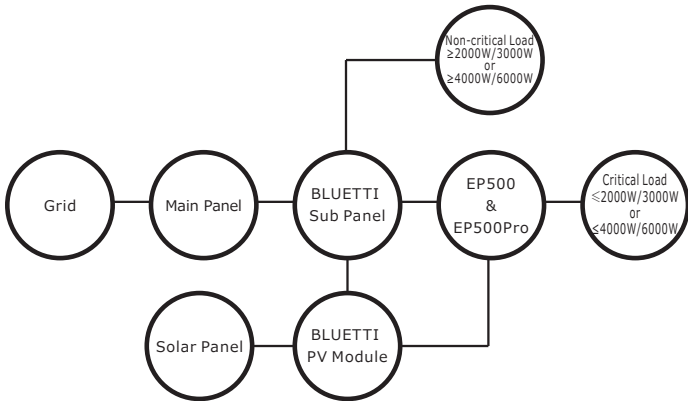 Non-critical Load
≥2000W/3000W
or
≥4000W/6000W
Grid
Main Panel
BLUETTI
Sub Panel
EP500
&
EP500Pro
Critical Load
≤2000W/3000W
or
≤4000W/6000W
Solar Panel
BLUETTI
PV Module